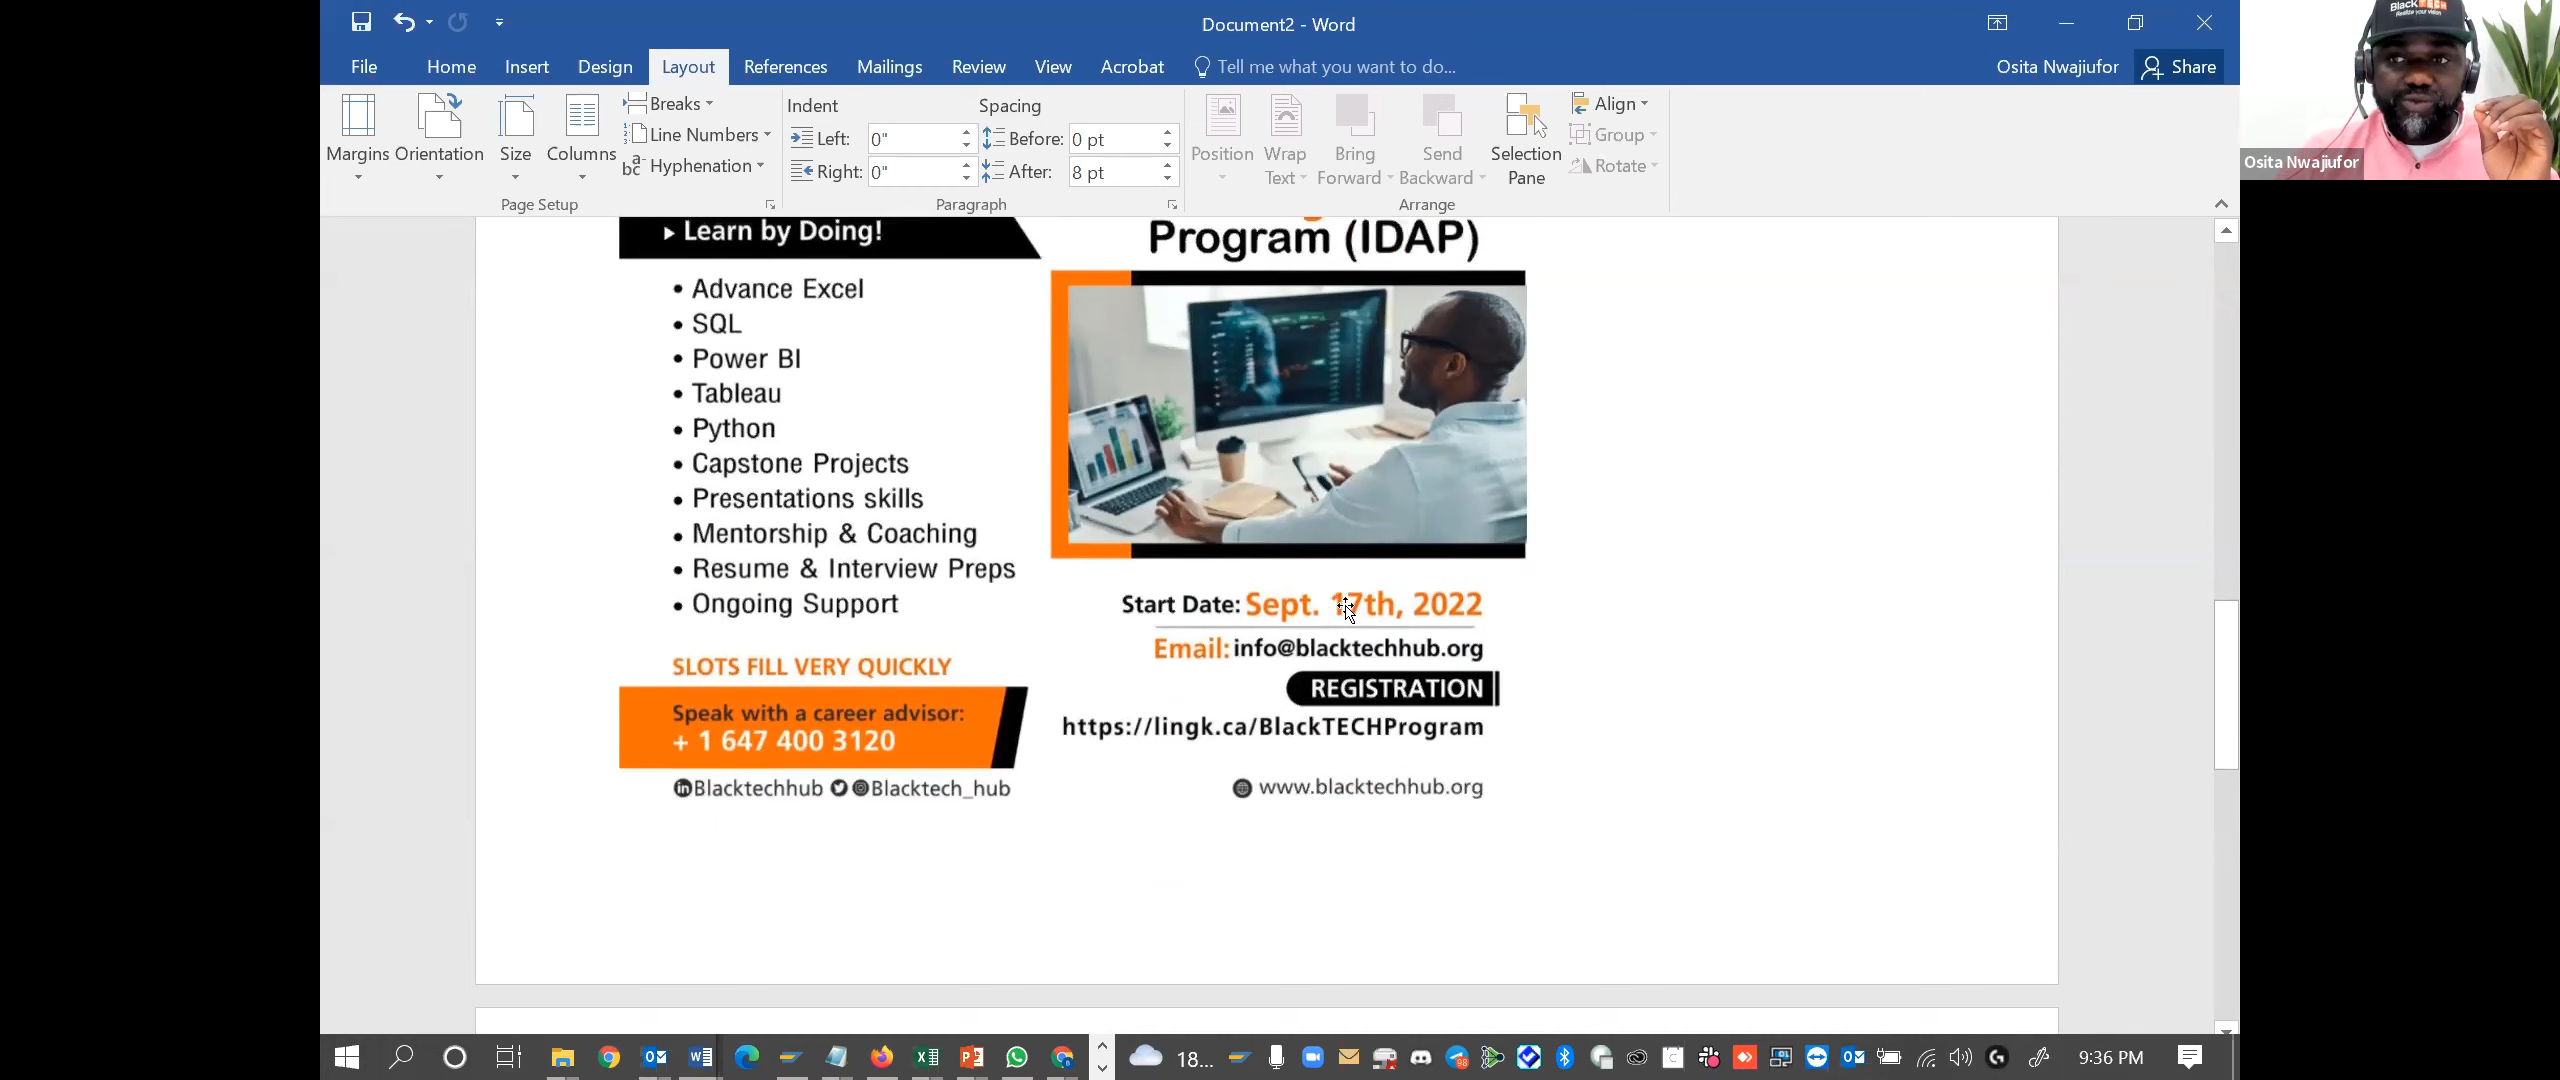 Document2 - Word
File Home Insert Design Layout References Mailings Review View Acrobat Tell me what you want to do... Osita Nwajiufor Share
Margins Orientation Size Columns
Breaks
Line Numbers
Hyphenation
Page Setup
Indent Spacing
Left: 0" Before: 0 pt
Right: 0" After: 8 pt
Paragraph
Position Wrap Text Bring Forward Send Backward Selection Pane
Align
Group
Rotate
Arrange
BlackTECH
Realize your vision
Osita Nwajiufor
Learn by Doing!
• Advance Excel
• SQL
• Power BI
• Tableau
• Python
• Capstone Projects
• Presentations skills
• Mentorship & Coaching
• Resume & Interview Preps
• Ongoing Support
SLOTS FILL VERY QUICKLY
Speak with a career advisor:
+ 1 647 400 3120
Blacktechhub Blacktech_hub
Program (IDAP)
Start Date: Sept. 17th, 2022
Email: info@blacktechhub.org
REGISTRATION
https://lingk.ca/BlackTECHProgram
www.blacktechhub.org
18... 9:36 PM